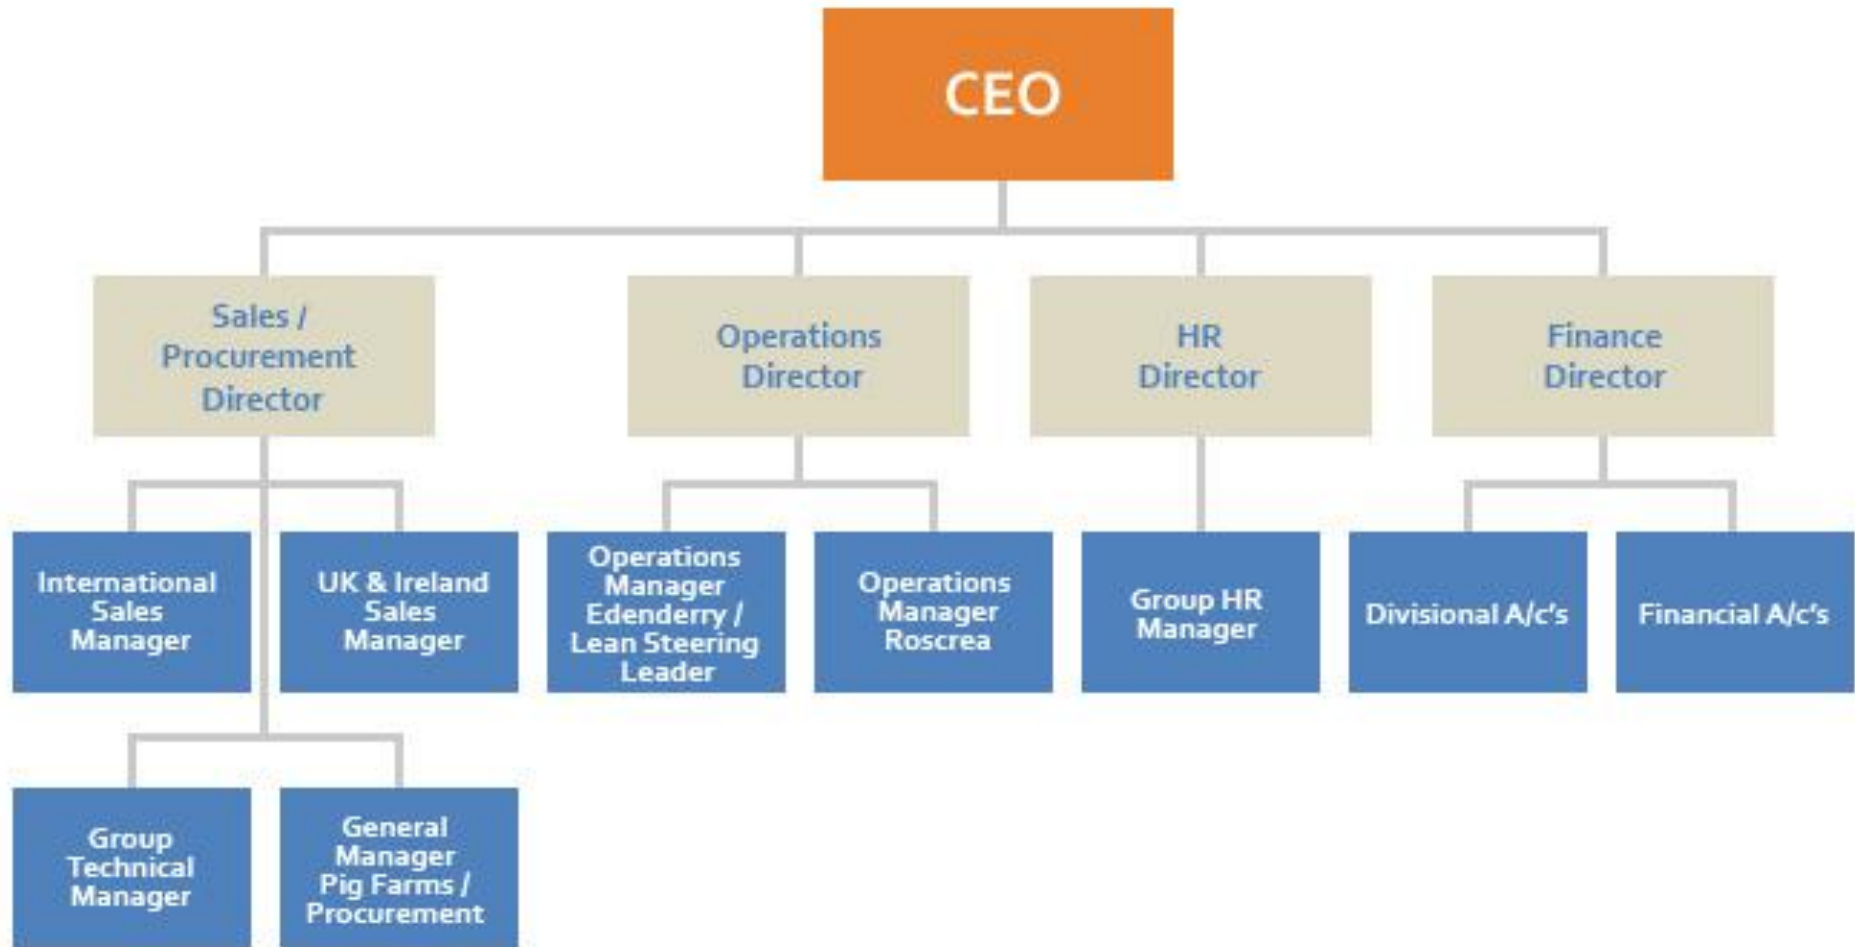 CEO
Sales /
Procurement
Director
Operations
Director
HR
Director
Finance
Director
International
Sales
Manager
UK & Ireland
Sales
Manager
Operations
Manager
Edenderry /
Lean Steering
Leader
Operations
Manager
Roscrea
Group HR
Manager
Divisional A/c's
Financial A/c's
Group
Technical
Manager
General
Manager
Pig Farms /
Procurement